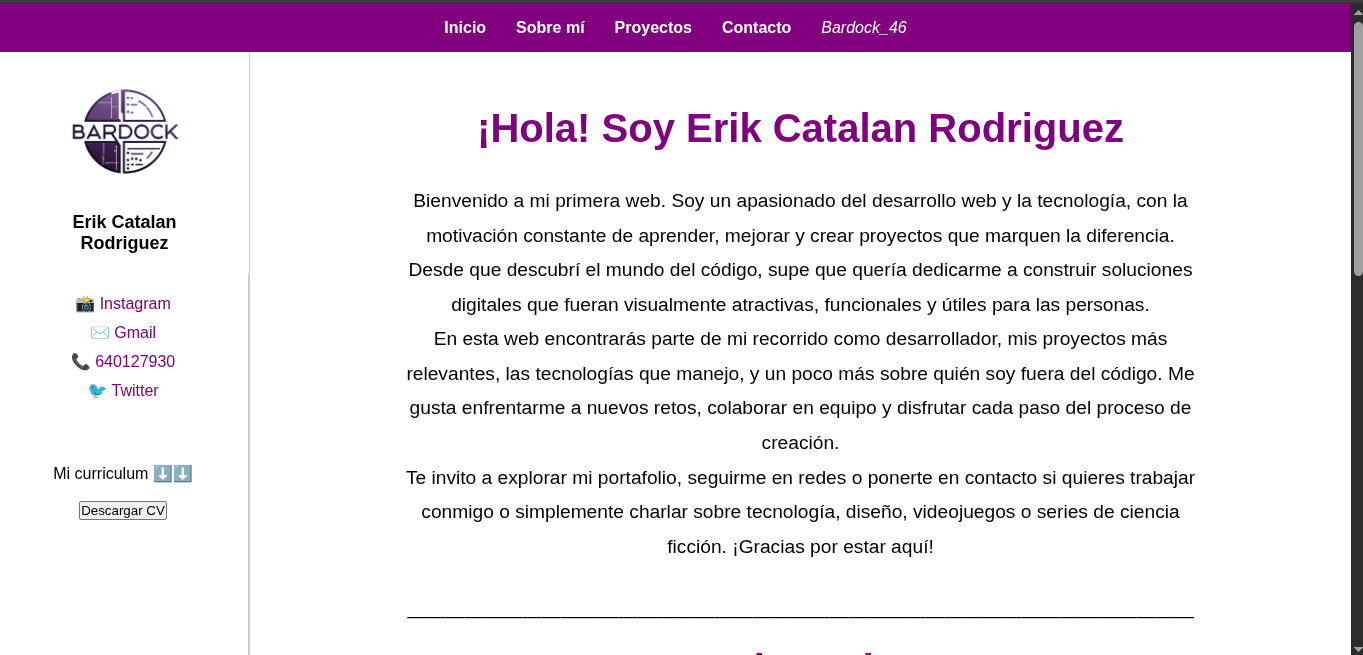 Inicio Sobre mí Proyectos Contacto Bardock_46
BARDOCK
Erik Catalan
Rodriguez
📸 Instagram
✉️ Gmail
📞 640127930
🐦 Twitter
Mi curriculum ⬇️⬇️
Descargar CV
¡Hola! Soy Erik Catalan Rodriguez
Bienvenido a mi primera web. Soy un apasionado del desarrollo web y la tecnología, con la
motivación constante de aprender, mejorar y crear proyectos que marquen la diferencia.
Desde que descubrí el mundo del código, supe que quería dedicarme a construir soluciones
digitales que fueran visualmente atractivas, funcionales y útiles para las personas.
En esta web encontrarás parte de mi recorrido como desarrollador, mis proyectos más
relevantes, las tecnologías que manejo, y un poco más sobre quién soy fuera del código. Me
gusta enfrentarme a nuevos retos, colaborar en equipo y disfrutar cada paso del proceso de
creación.
Te invito a explorar mi portafolio, seguirme en redes o ponerte en contacto si quieres trabajar
conmigo o simplemente charlar sobre tecnología, diseño, videojuegos o series de ciencia
ficción. ¡Gracias por estar aquí!